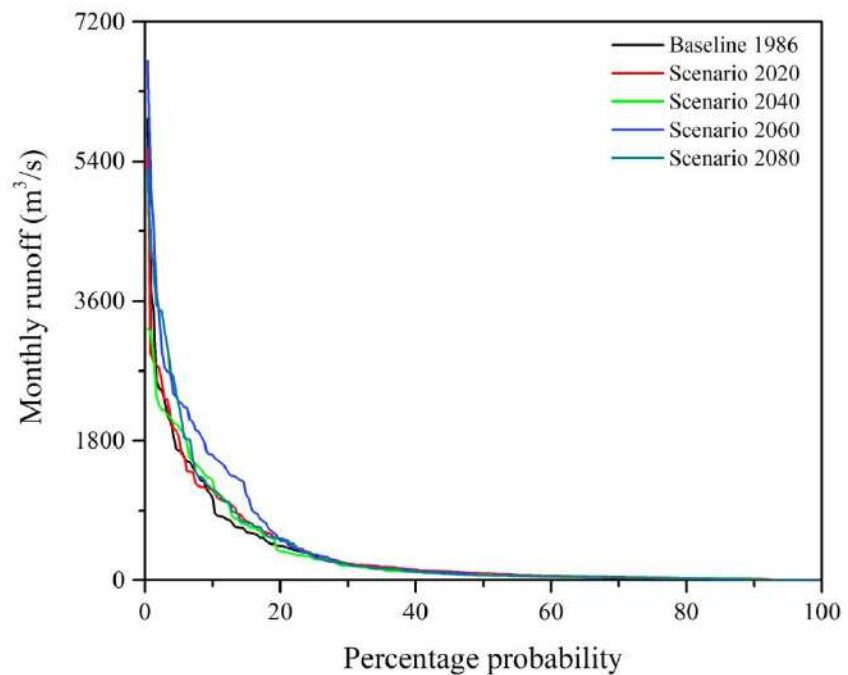 7200
5400
3600
1800
0
Monthly runoff (m³/s)
Baseline 1986
Scenario 2020
Scenario 2040
Scenario 2060
Scenario 2080
0 20 40 60 80 100
Percentage probability